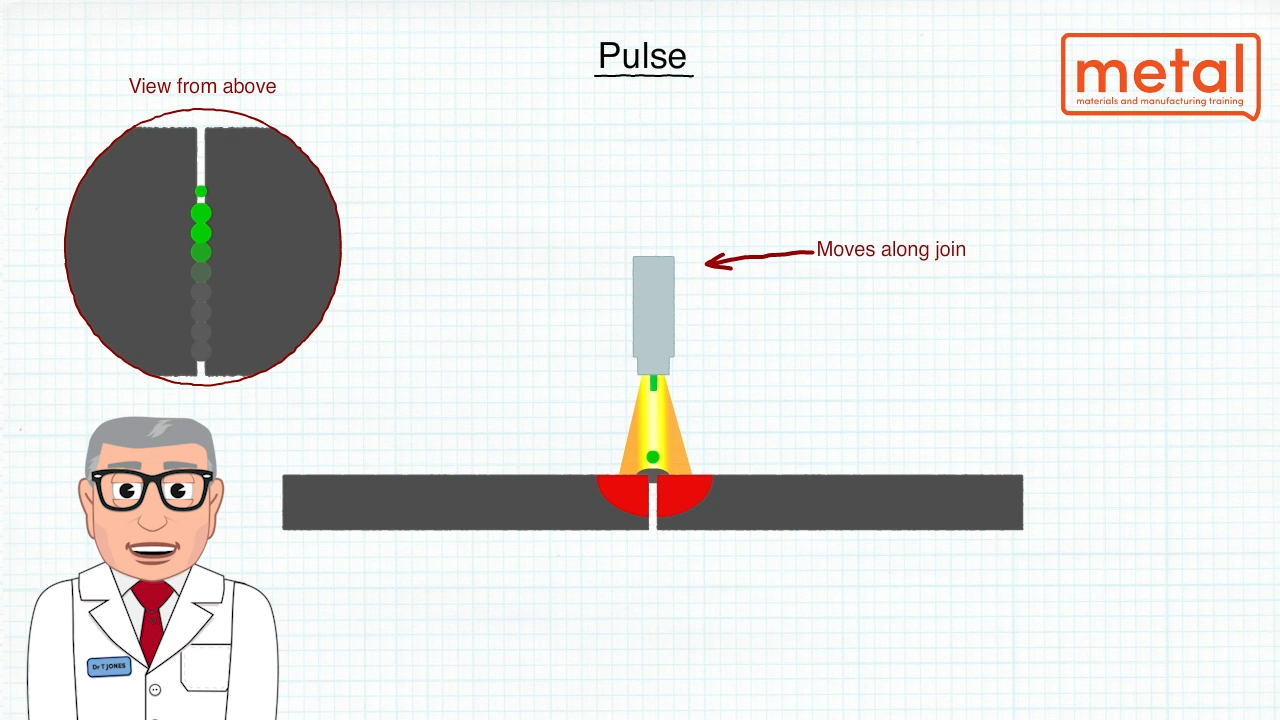 Pulse
View from above
metal
materials and manufacturing training
Moves along join
Dr T JONES